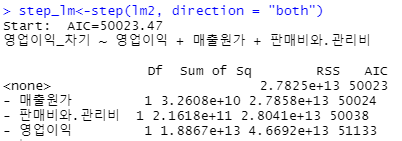 > step_lm<-step(lm2, direction = "both")
Start:  AIC=50023.47
영업이익_차기 ~ 영업이익 + 매출원가 + 판매비와.관리비
Df  Sum of Sq        RSS   AIC
<none>                           2.7825e+13 50023
- 매출원가          1 3.2608e+10 2.7858e+13 50024
- 판매비와.관리비  1 2.1618e+11 2.8041e+13 50038
- 영업이익          1 1.8867e+13 4.6692e+13 51133